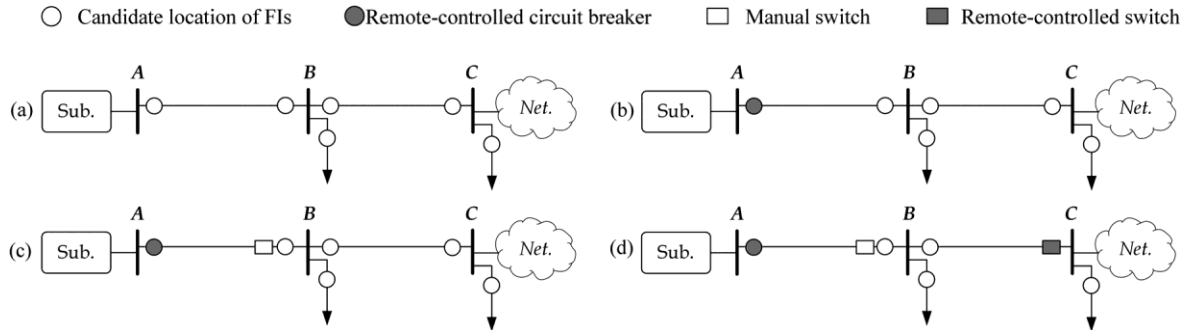 Candidate location of FIs Remote-controlled circuit breaker Manual switch Remote-controlled switch
A B C A B C
(a) Sub. Net. (b) Sub. Net.
A B C A B C
(c) Sub. Net. (d) Sub. Net.